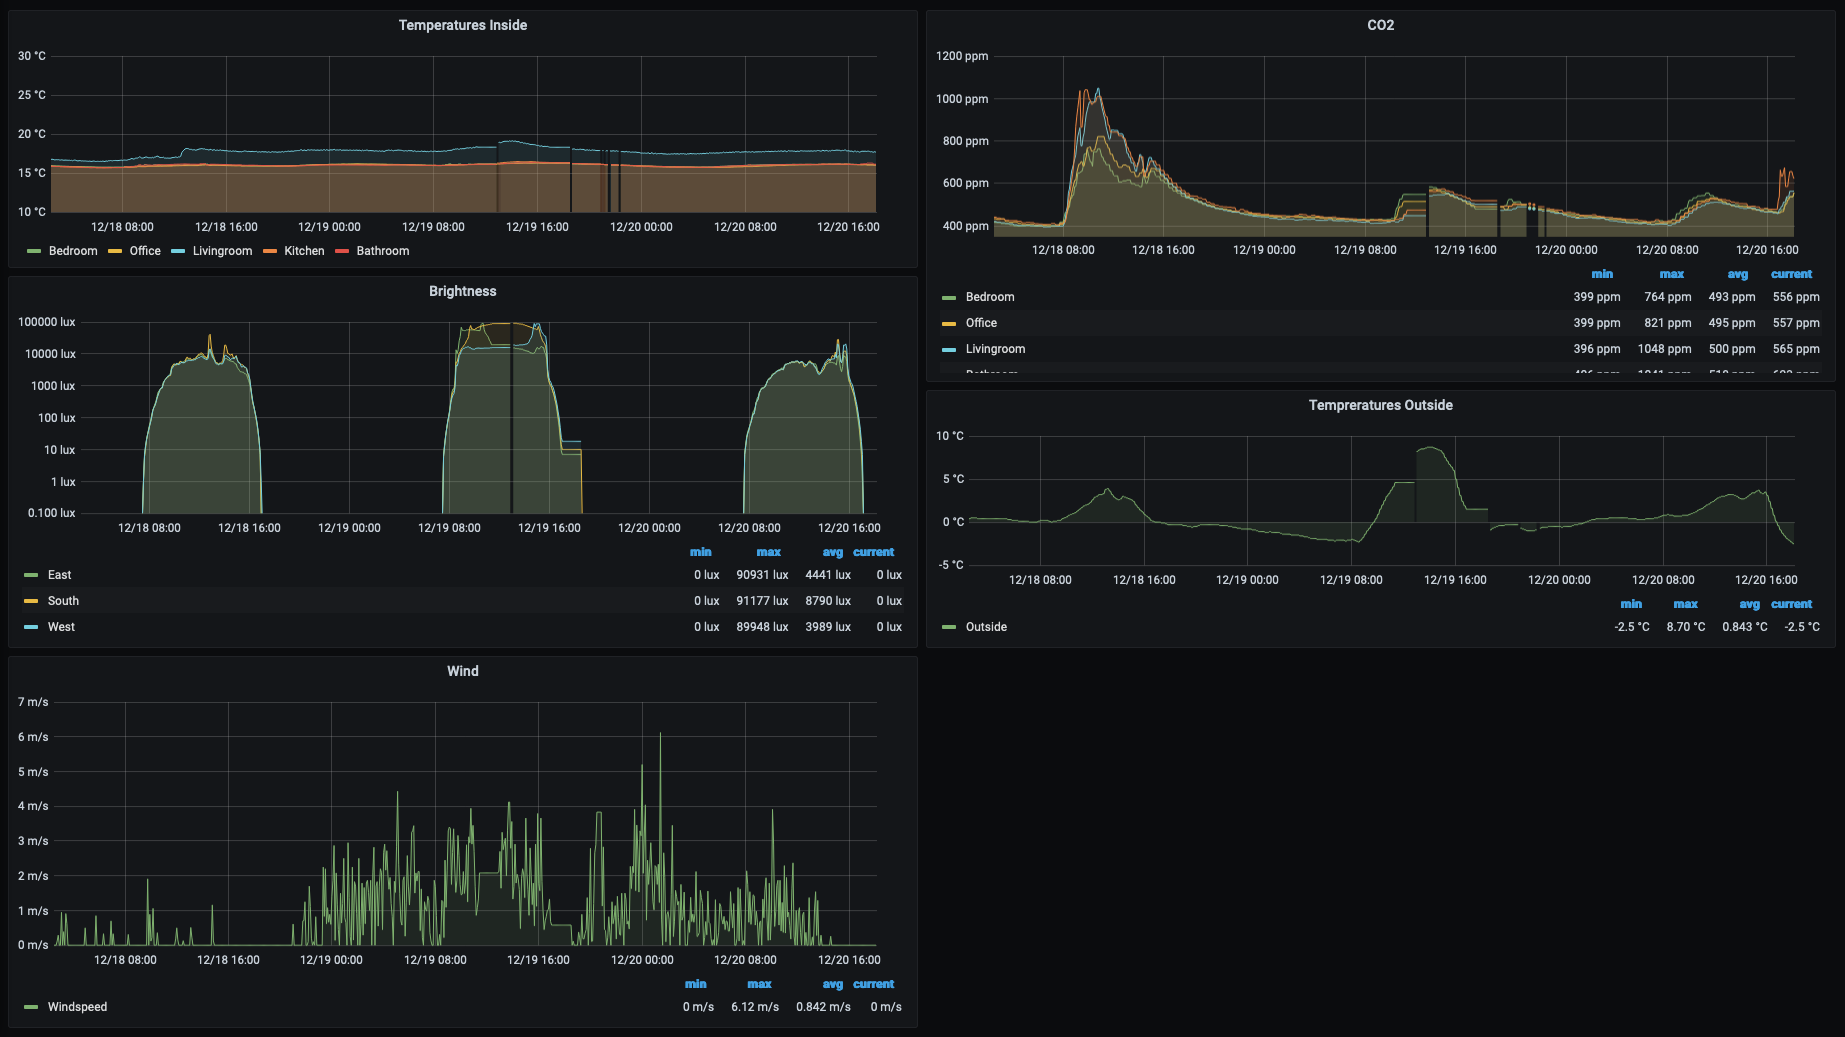 Temperatures Inside
30 °C
25 °C
20 °C
15 °C
10 °C
12/18 08:00 12/18 16:00 12/19 00:00 12/19 08:00 12/19 16:00 12/20 00:00 12/20 08:00 12/20 16:00
Bedroom Office Livingroom Kitchen Bathroom
CO2
1200 ppm
1000 ppm
800 ppm
600 ppm
400 ppm
12/18 08:00 12/18 16:00 12/19 00:00 12/19 08:00 12/19 16:00 12/20 00:00 12/20 08:00 12/20 16:00
min max avg current
Bedroom 399 ppm 764 ppm 493 ppm 556 ppm
Office 399 ppm 821 ppm 495 ppm 557 ppm
Livingroom 396 ppm 1048 ppm 500 ppm 565 ppm
Brightness
100000 lux
10000 lux
1000 lux
100 lux
10 lux
1 lux
0.100 lux
12/18 08:00 12/18 16:00 12/19 00:00 12/19 08:00 12/19 16:00 12/20 00:00 12/20 08:00 12/20 16:00
min max avg current
East 0 lux 90931 lux 4441 lux 0 lux
South 0 lux 91177 lux 8790 lux 0 lux
West 0 lux 89948 lux 3989 lux 0 lux
Tempreratures Outside
10 °C
5 °C
0 °C
-5 °C
12/18 08:00 12/18 16:00 12/19 00:00 12/19 08:00 12/19 16:00 12/20 00:00 12/20 08:00 12/20 16:00
min max avg current
Outside -2.5 °C 8.70 °C 0.843 °C -2.5 °C
Wind
7 m/s
6 m/s
5 m/s
4 m/s
3 m/s
2 m/s
1 m/s
0 m/s
12/18 08:00 12/18 16:00 12/19 00:00 12/19 08:00 12/19 16:00 12/20 00:00 12/20 08:00 12/20 16:00
min max avg current
Windspeed 0 m/s 6.12 m/s 0.842 m/s 0 m/s